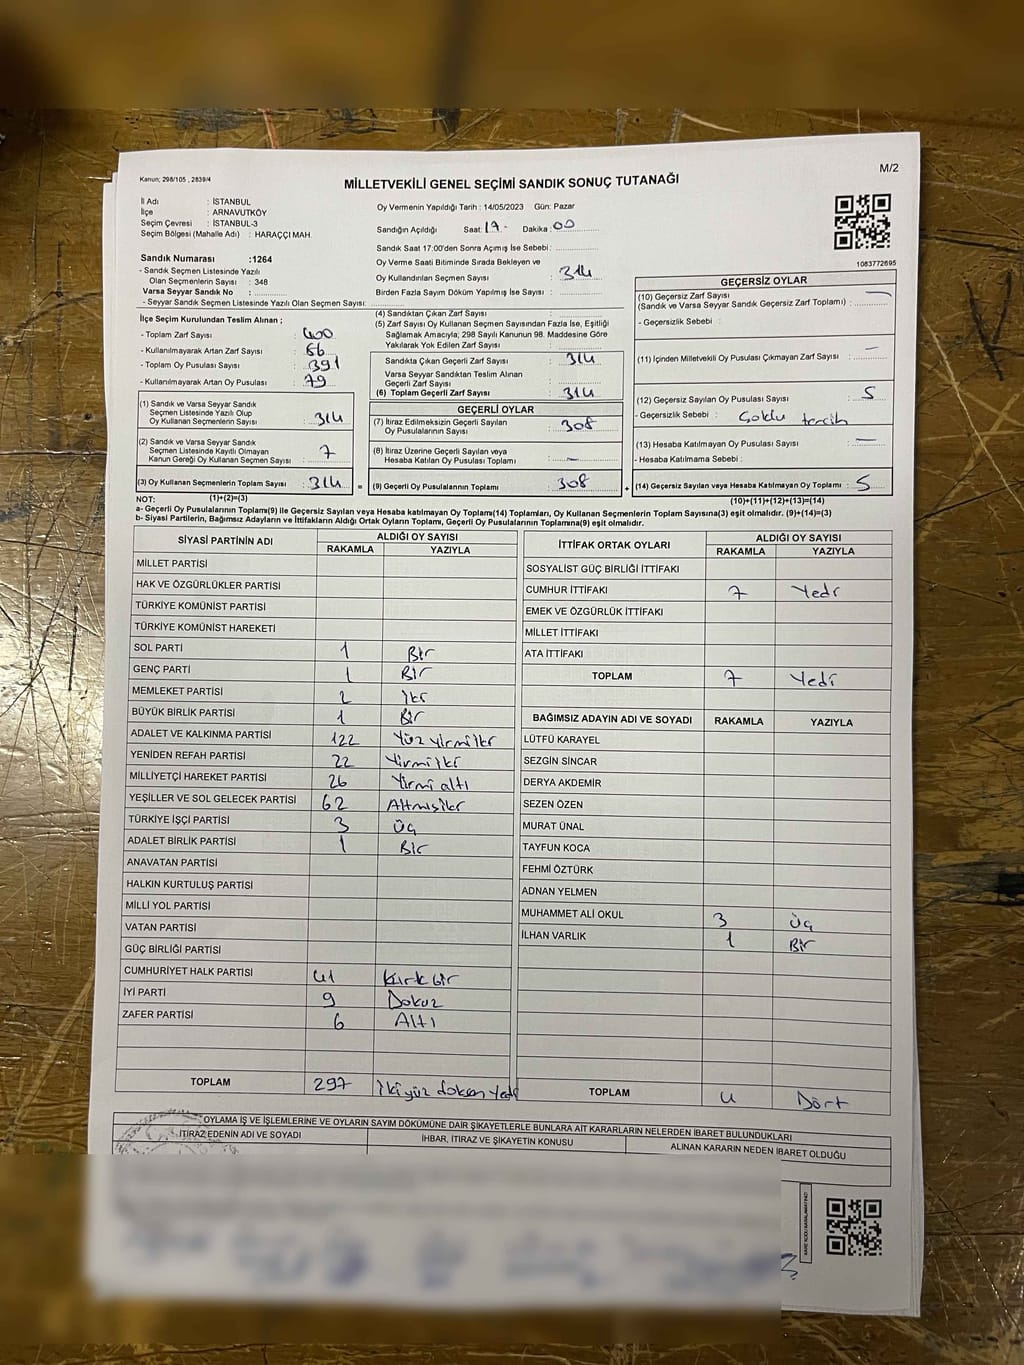 Kanun; 298/105 , 2839/4
M/2
MİLLETVEKİLİ GENEL SEÇİMİ SANDIK SONUÇ TUTANAĞI
İl Adı : İSTANBUL
İlçe : ARNAVUTKÖY
Seçim Çevresi : İSTANBUL-3
Seçim Bölgesi (Mahalle Adı) : HARAÇÇI MAH.
Sandık Numarası :1264
- Sandık Seçmen Listesinde Yazılı
Olan Seçmenlerin Sayısı : 348
Varsa Seyyar Sandık No :
- Seyyar Sandık Seçmen Listesinde Yazılı Olan Seçmen Sayısı:
Oy Vermenin Yapıldığı Tarih : 14/05/2023 Gün: Pazar
Sandığın Açıldığı Saat: 17- Dakika: 00
Sandık Saat 17:00'den Sonra Açımış İse Sebebi :
Oy Verme Saati Bitiminde Sırada Bekleyen ve
Oy Kullandırılan Seçmen Sayısı : 314
Birden Fazla Sayım Döküm Yapılmış İse Sayısı :
1083772695
İlçe Seçim Kurulundan Teslim Alınan ;
- Toplam Zarf Sayısı : 400
- Kullanılmayarak Artan Zarf Sayısı : 86
- Toplam Oy Pusulası Sayısı : 391
- Kullanılmayarak Artan Oy Pusulası : 79
(1) Sandık ve Varsa Seyyar Sandık
Seçmen Listesinde Yazılı Olup
Oy Kullanan Seçmenlerin Sayısı : 314
(2) Sandık ve Varsa Seyyar Sandık
Seçmen Listesinde Kayıtlı Olmayan
Kanun Gereği Oy Kullanan Seçmen Sayısı : 7
(3) Oy Kullanan Seçmenlerin Toplam Sayısı : 314 =
(4) Sandıktan Çıkan Zarf Sayısı :
(5) Zarf Sayısı Oy Kullanan Seçmen Sayısından Fazla İse, Eşitliği
Sağlamak Amacıyla; 298 Sayılı Kanunun 98. Maddesine Göre
Yakılarak Yok Edilen Zarf Sayısı :
Sandıkta Çıkan Geçerli Zarf Sayısı : 314
Varsa Seyyar Sandıktan Teslim Alınan
Geçerli Zarf Sayısı :
(6) Toplam Geçerli Zarf Sayısı : 314
GEÇERLİ OYLAR
(7) İtiraz Edilmeksizin Geçerli Sayılan
Oy Pusulalarının Sayısı : 308
(8) İtiraz Üzerine Geçerli Sayılan veya
Hesaba Katılan Oy Pusulası Toplamı : -
(9) Geçerli Oy Pusulalarının Toplamı : 308 +
GEÇERSİZ OYLAR
(10) Geçersiz Zarf Sayısı
(Sandık ve Varsa Seyyar Sandık Geçersiz Zarf Toplamı) : -
- Geçersizlik Sebebi :
(11) İçinden Milletvekili Oy Pusulası Çıkmayan Zarf Sayısı : -
(12) Geçersiz Sayılan Oy Pusulası Sayısı : 5
- Geçersizlik Sebebi : Çoklu tercih
(13) Hesaba Katılmayan Oy Pusulası Sayısı : -
- Hesaba Katılmama Sebebi :
(14) Geçersiz Sayılan veya Hesaba Katılmayan Oy Toplamı : 5
NOT: (1)+(2)=(3)
(10)+(11)+(12)+(13)=(14)
a- Geçerli Oy Pusulalarının Toplamı(9) ile Geçersiz Sayılan veya Hesaba katılmayan Oy Toplam(14) Toplamları, Oy Kullanan Seçmenlerin Toplam Sayısına(3) eşit olmalıdır. (9)+(14)=(3)
b- Siyasi Partilerin, Bağımsız Adayların ve İttifakların Aldığı Ortak Oyların Toplamı, Geçerli Oy Pusulalarının Toplamına(9) eşit olmalıdır.
SİYASİ PARTİNİN ADI ALDIĞI OY SAYISI
RAKAMLA YAZIYLA
MİLLET PARTİSİ
HAK VE ÖZGÜRLÜKLER PARTİSİ
TÜRKİYE KOMÜNİST PARTİSİ
TÜRKİYE KOMÜNİST HAREKETİ
SOL PARTİ 1 Bir
GENÇ PARTİ 1 Bir
MEMLEKET PARTİSİ 2 İki
BÜYÜK BİRLİK PARTİSİ 1 Bir
ADALET VE KALKINMA PARTİSİ 122 Yüz yirmi iki
YENİDEN REFAH PARTİSİ 22 Yirmi iki
MİLLİYETÇİ HAREKET PARTİSİ 26 Yirmi altı
YEŞİLLER VE SOL GELECEK PARTİSİ 62 Altmış iki
TÜRKİYE İŞÇİ PARTİSİ 3 Üç
ADALET BİRLİK PARTİSİ 1 Bir
ANAVATAN PARTİSİ
HALKIN KURTULUŞ PARTİSİ
MİLLİ YOL PARTİSİ
VATAN PARTİSİ
GÜÇ BİRLİĞİ PARTİSİ
CUMHURİYET HALK PARTİSİ 41 Kırk bir
İYİ PARTİ 9 Dokuz
ZAFER PARTİSİ 6 Altı
TOPLAM 297 İki yüz doksan yedi
İTTİFAK ORTAK OYLARI ALDIĞI OY SAYISI
RAKAMLA YAZIYLA
SOSYALİST GÜÇ BİRLİĞİ İTTİFAKI
CUMHUR İTTİFAKI 7 Yedi
EMEK VE ÖZGÜRLÜK İTTİFAKI
MİLLET İTTİFAKI
ATA İTTİFAKI
TOPLAM 7 Yedi
BAĞIMSIZ ADAYIN ADI VE SOYADI RAKAMLA YAZIYLA
LÜTFÜ KARAYEL
SEZGİN SİNCAR
DERYA AKDEMİR
SEZEN ÖZEN
MURAT ÜNAL
TAYFUN KOCA
FEHMİ ÖZTÜRK
ADNAN YELMEN
MUHAMMET ALİ OKUL 3 Üç
İLHAN VARLIK 1 Bir
TOPLAM 4 Dört
OYLAMA İŞ VE İŞLEMLERİNE VE OYLARIN SAYIM DÖKÜMÜNE DAİR ŞİKAYETLERLE BUNLARA AİT KARARLARIN NELERDEN İBARET BULUNDUKLARI
İTİRAZ EDENİN ADI VE SOYADI İHBAR, İTİRAZ VE ŞİKAYETİN KONUSU ALINAN KARARIN NEDEN İBARET OLDUĞU